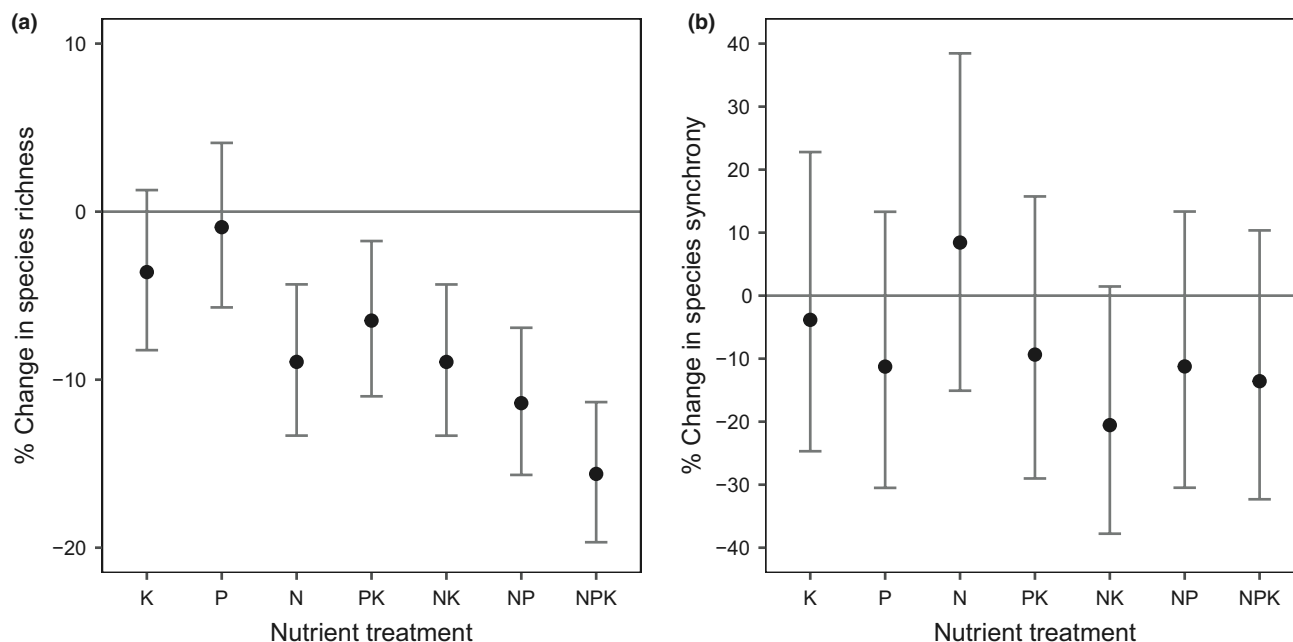 (a)
% Change in species richness
10
0
−10
−20
K P N PK NK NP NPK
Nutrient treatment
(b)
% Change in species synchrony
40
30
20
10
0
−10
−20
−30
−40
K P N PK NK NP NPK
Nutrient treatment